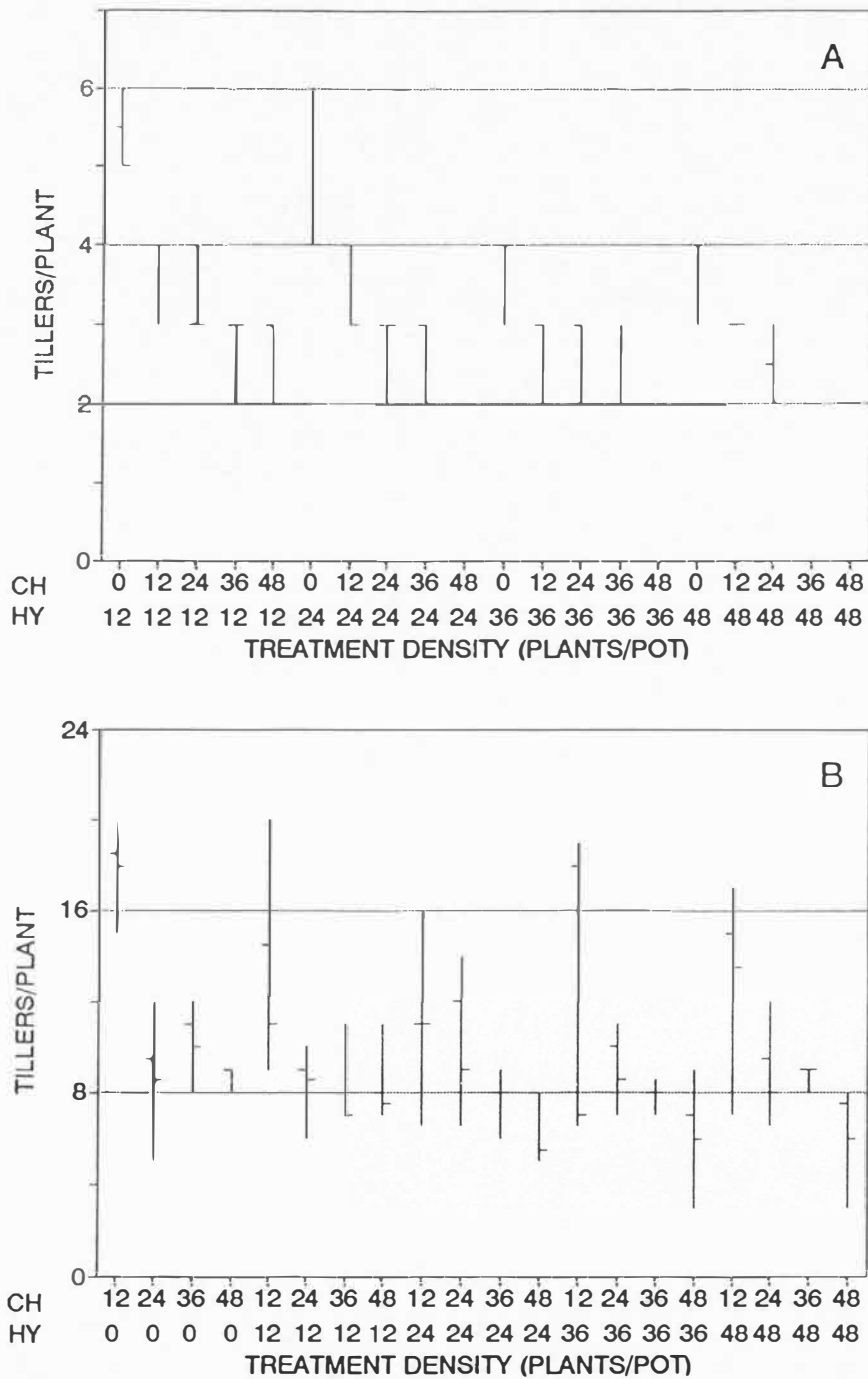 A
6
4
2
0
TILLERS/PLANT
CH 0 12 24 36 48 0 12 24 36 48 0 12 24 36 48 0 12 24 36 48
HY 12 12 12 12 12 24 24 24 24 24 36 36 36 36 36 48 48 48 48 48
TREATMENT DENSITY (PLANTS/POT)
B
24
16
8
0
TILLERS/PLANT
CH 12 24 36 48 12 24 36 48 12 24 36 48 12 24 36 48 12 24 36 48
HY 0 0 0 0 12 12 12 12 24 24 24 24 36 36 36 36 48 48 48 48
TREATMENT DENSITY (PLANTS/POT)